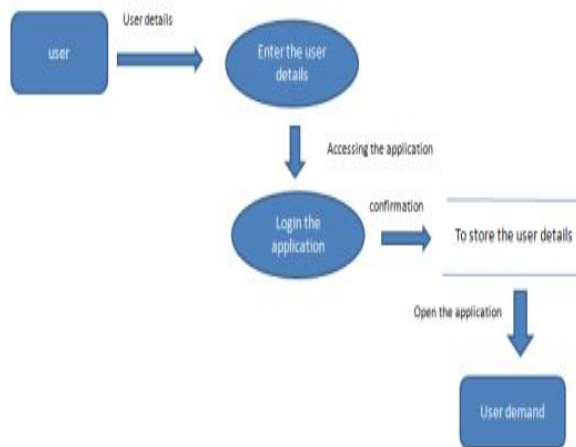 User details
user
Enter the user
details
Accessing the application
Login the
application
confirmation
To store the user details
Open the application
User demand